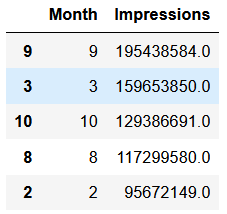 Month Impressions
9 9 195438584.0
3 3 159653850.0
10 10 129386691.0
8 8 117299580.0
2 2 95672149.0